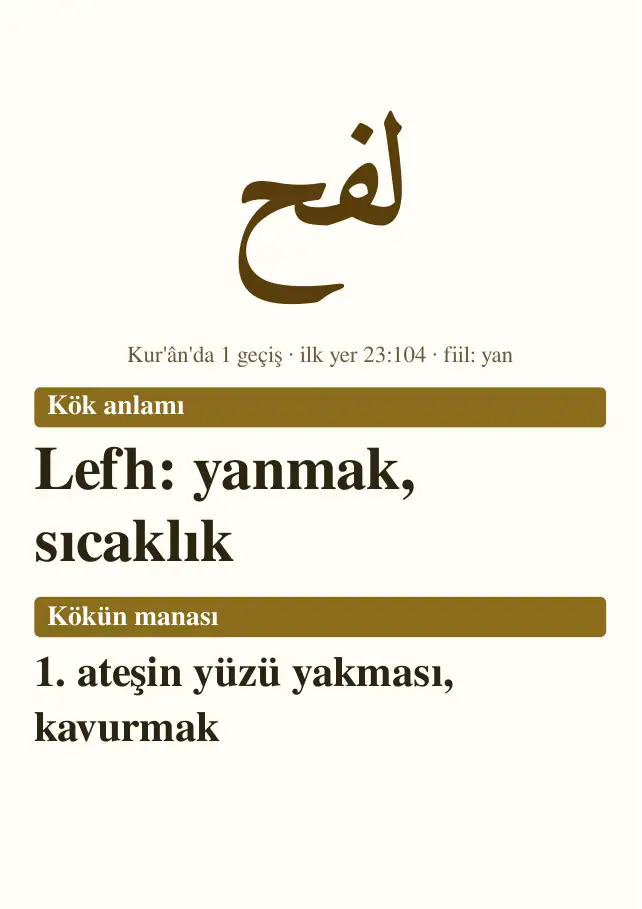 لفح
Kur'ân'da 1 geçiş · ilk yer 23:104 · fiil: yan
Kök anlamı
Lefh: yanmak,
sıcaklık
Kökün manası
1. ateşin yüzü yakması,
kavurmak